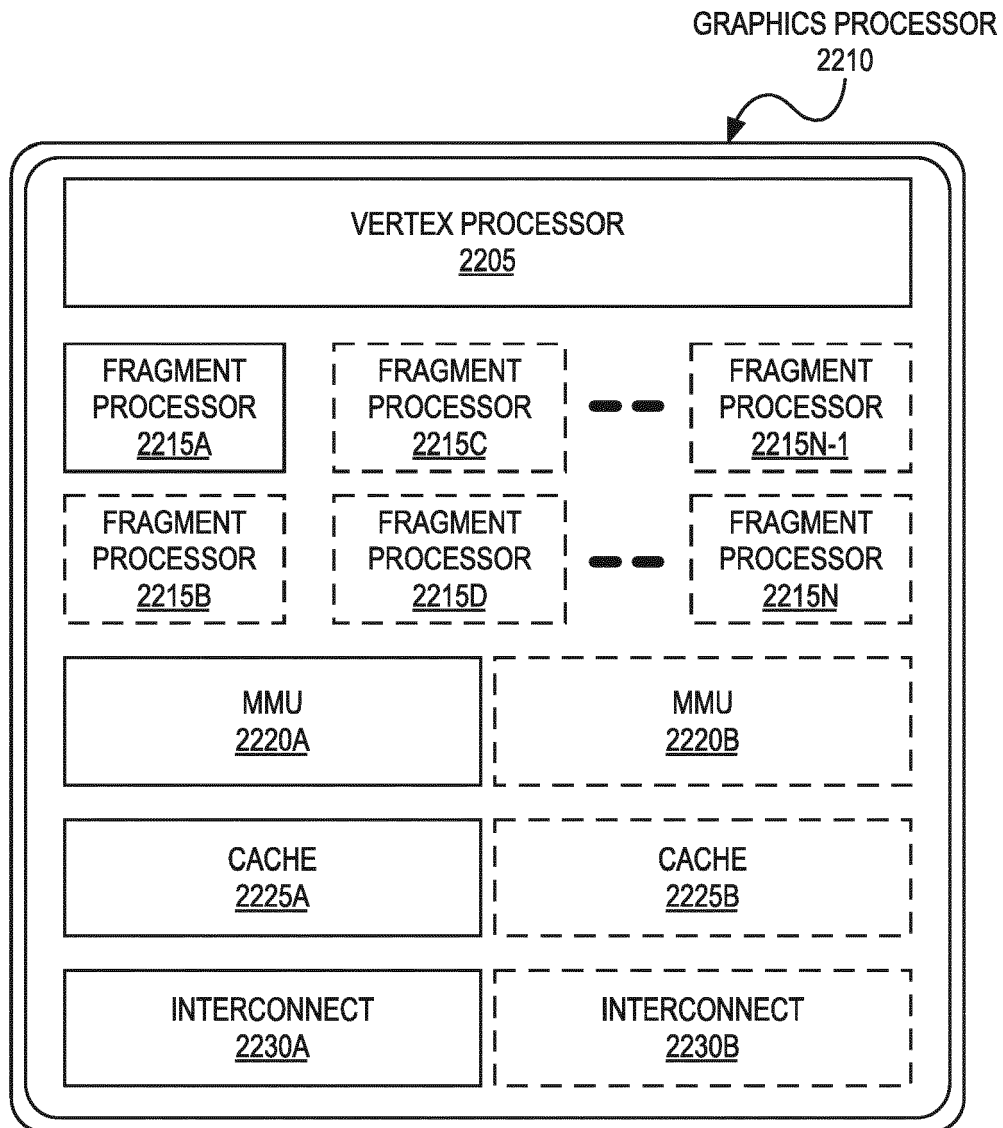 GRAPHICS PROCESSOR
2210
VERTEX PROCESSOR
2205
FRAGMENT
PROCESSOR
2215A
FRAGMENT
PROCESSOR
2215C
FRAGMENT
PROCESSOR
2215N-1
FRAGMENT
PROCESSOR
2215B
FRAGMENT
PROCESSOR
2215D
FRAGMENT
PROCESSOR
2215N
MMU
2220A
MMU
2220B
CACHE
2225A
CACHE
2225B
INTERCONNECT
2230A
INTERCONNECT
2230B